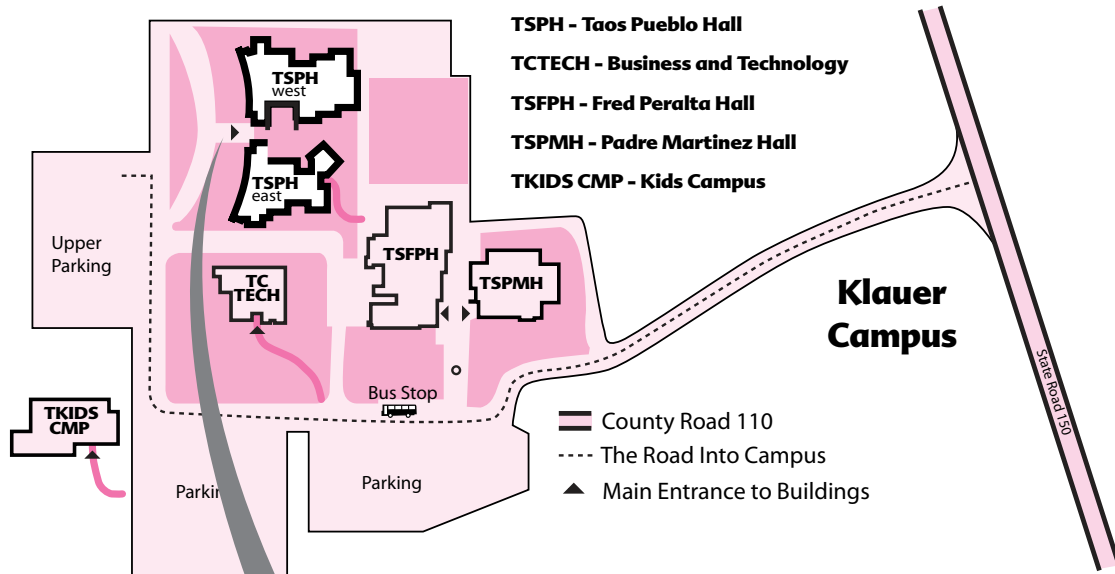 TSPH - Taos Pueblo Hall
TCTECH - Business and Technology
TSFPH - Fred Peralta Hall
TSPMH - Padre Martinez Hall
TKIDS CMP - Kids Campus
TSPH
west
TSPH
east
Upper
Parking
TSFPH
TC
TECH
TSPMH
Klauer
Campus
State Road 150
Bus Stop
TKIDS
CMP
Parkin
Parking
County Road 110
The Road Into Campus
Main Entrance to Buildings